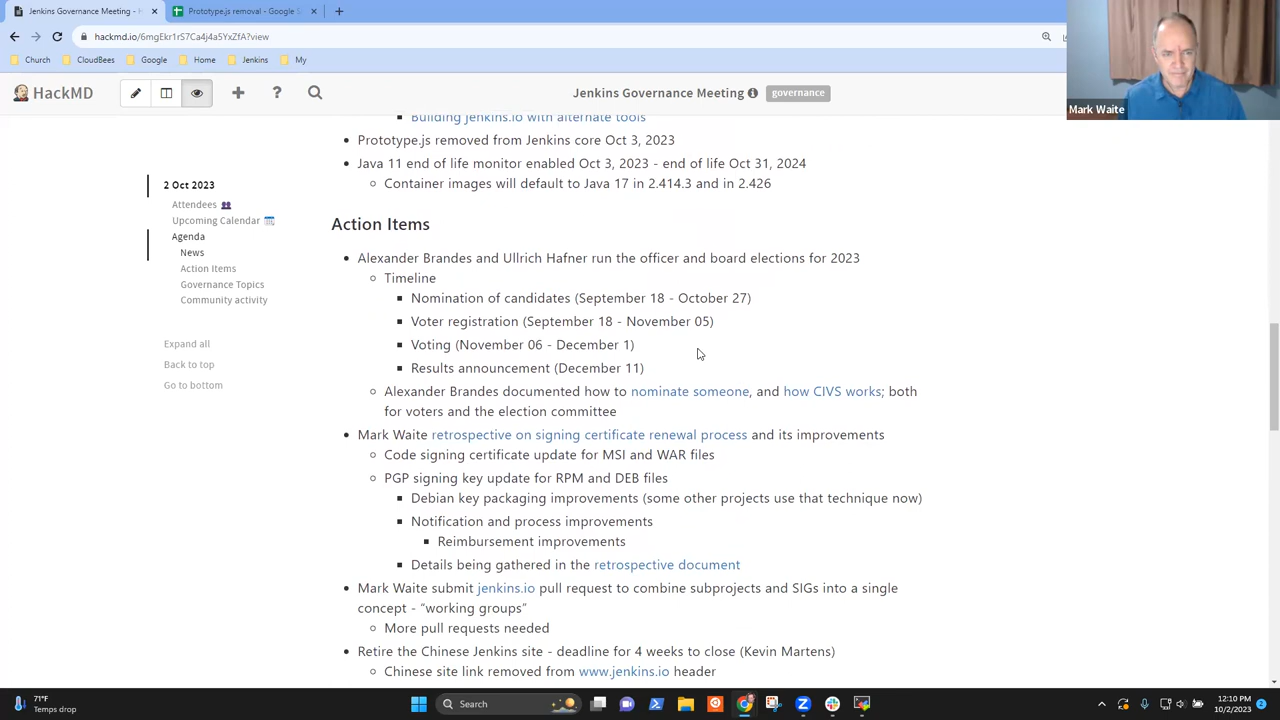 Jenkins Governance Meeting - H
Prototype.js removed - Google S
hackmd.io/6mgEkr1rS7Ca4j4a5YxZfA?view
Church
CloudBees
Google
Home
Jenkins
My
HackMD
Jenkins Governance Meeting
governance
Mark Waite
Building jenkins.io with alternate tools
Prototype.js removed from Jenkins core Oct 3, 2023
Java 11 end of life monitor enabled Oct 3, 2023 - end of life Oct 31, 2024
Container images will default to Java 17 in 2.414.3 and in 2.426
2 Oct 2023
Attendees
Upcoming Calendar
Agenda
News
Action Items
Governance Topics
Community activity
Expand all
Back to top
Go to bottom
Action Items
Alexander Brandes and Ullrich Hafner run the officer and board elections for 2023
Timeline
Nomination of candidates (September 18 - October 27)
Voter registration (September 18 - November 05)
Voting (November 06 - December 1)
Results announcement (December 11)
Alexander Brandes documented how to nominate someone, and how CIVS works; both
for voters and the election committee
Mark Waite retrospective on signing certificate renewal process and its improvements
Code signing certificate update for MSI and WAR files
PGP signing key update for RPM and DEB files
Debian key packaging improvements (some other projects use that technique now)
Notification and process improvements
Reimbursement improvements
Details being gathered in the retrospective document
Mark Waite submit jenkins.io pull request to combine subprojects and SIGs into a single
concept - “working groups”
More pull requests needed
Retire the Chinese Jenkins site - deadline for 4 weeks to close (Kevin Martens)
Chinese site link removed from www.jenkins.io header
71°F
Temps drop
Search
12:10 PM
10/2/2023